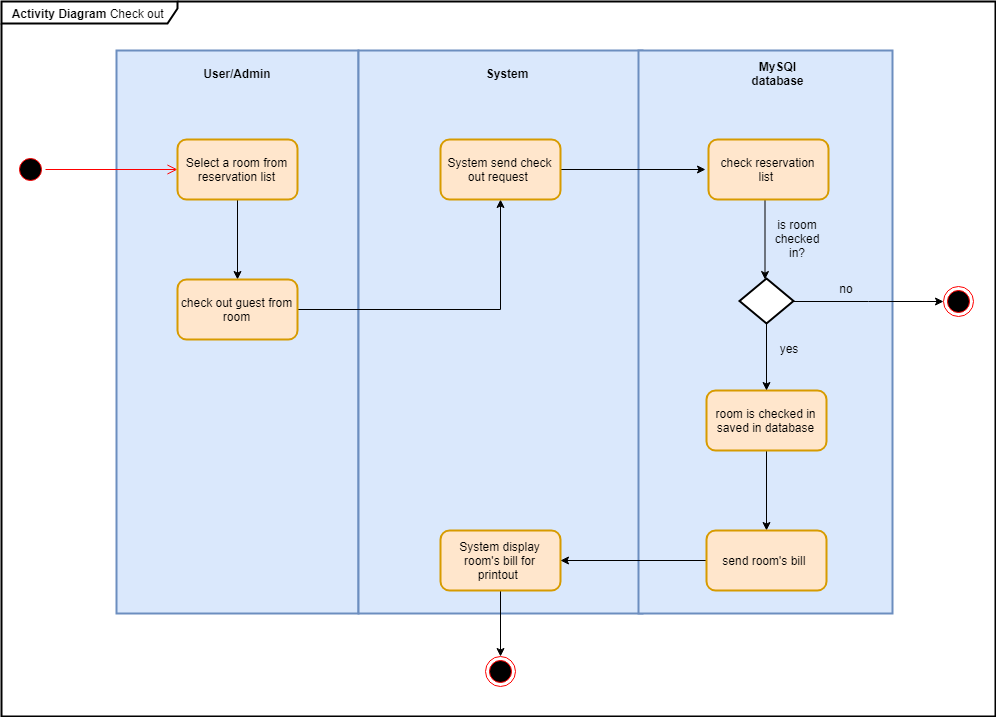 Activity Diagram Check out
User/Admin
System
MySQl
database
Select a room from
reservation list
System send check
out request
check reservation
list
is room
checked
in?
check out guest from
room
no
yes
room is checked in
saved in database
System display
room's bill for
printout
send room's bill